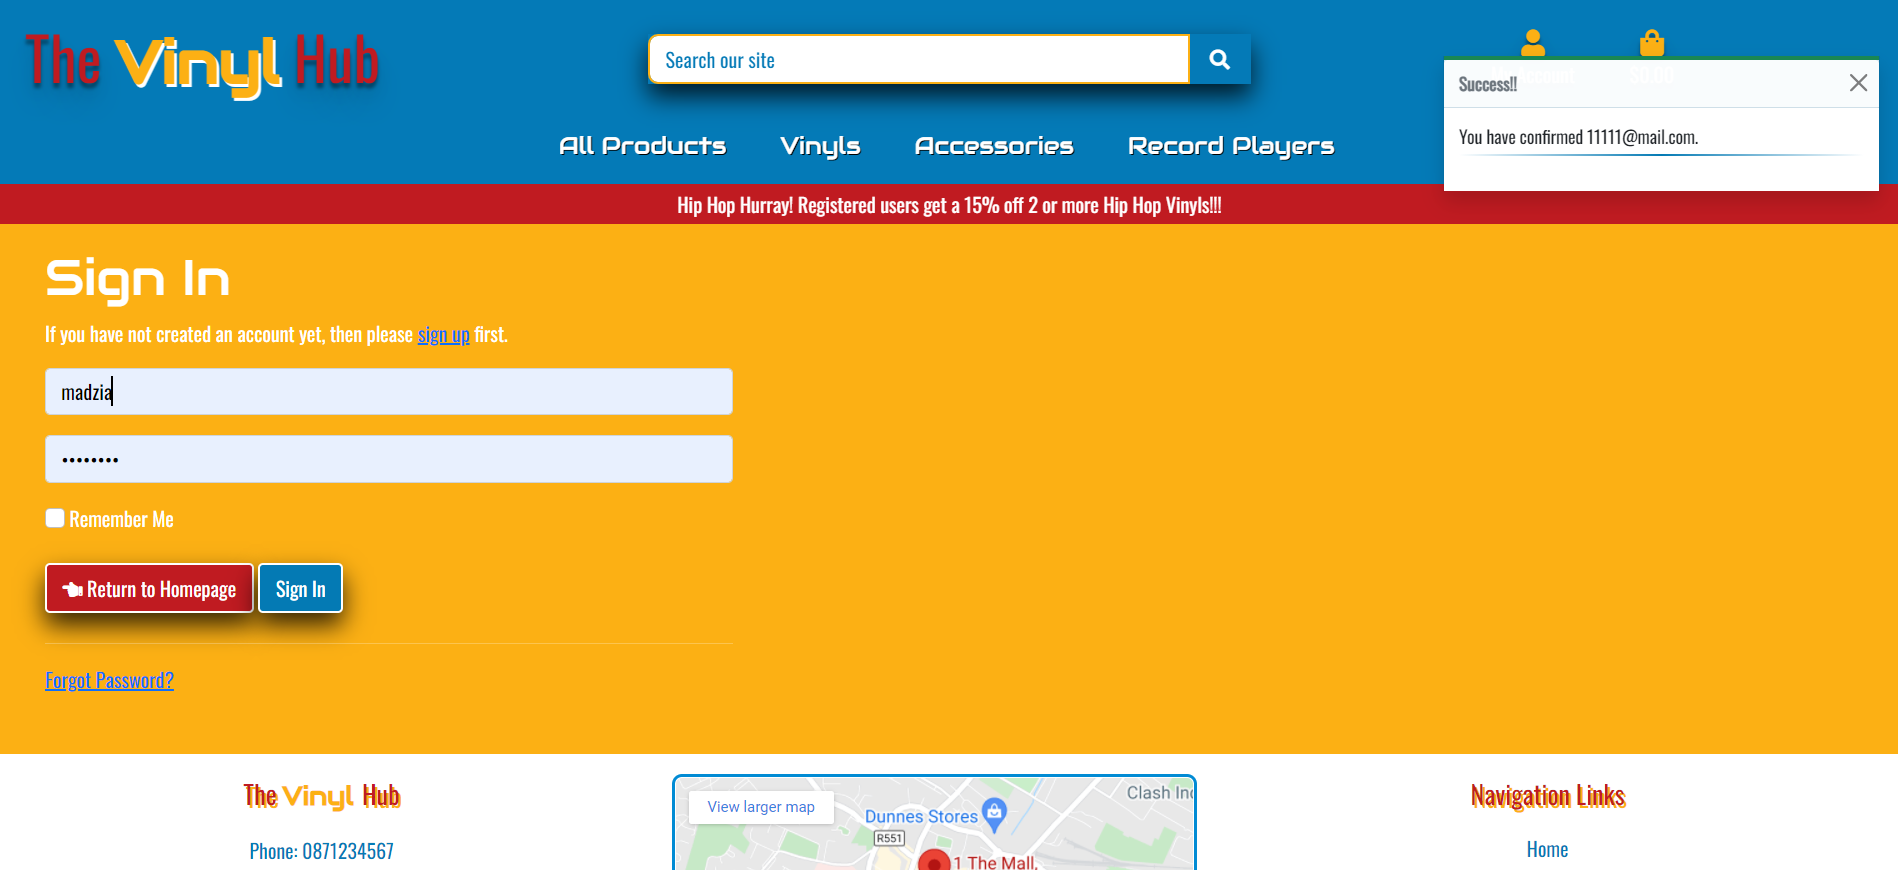 The Vinyl Hub
Search our site
All Products
Vinyls
Accessories
Record Players
Success!!
You have confirmed 11111@mail.com.
Hip Hop Hurray! Registered users get a 15% off 2 or more Hip Hop Vinyls!!!
Sign In
If you have not created an account yet, then please sign up first.
madzia
••••••••
Remember Me
Return to Homepage
Sign In
Forgot Password?
The Vinyl Hub
Phone: 0871234567
View larger map
Dunnes Stores
R551
1 The Mall,
Navigation Links
Home